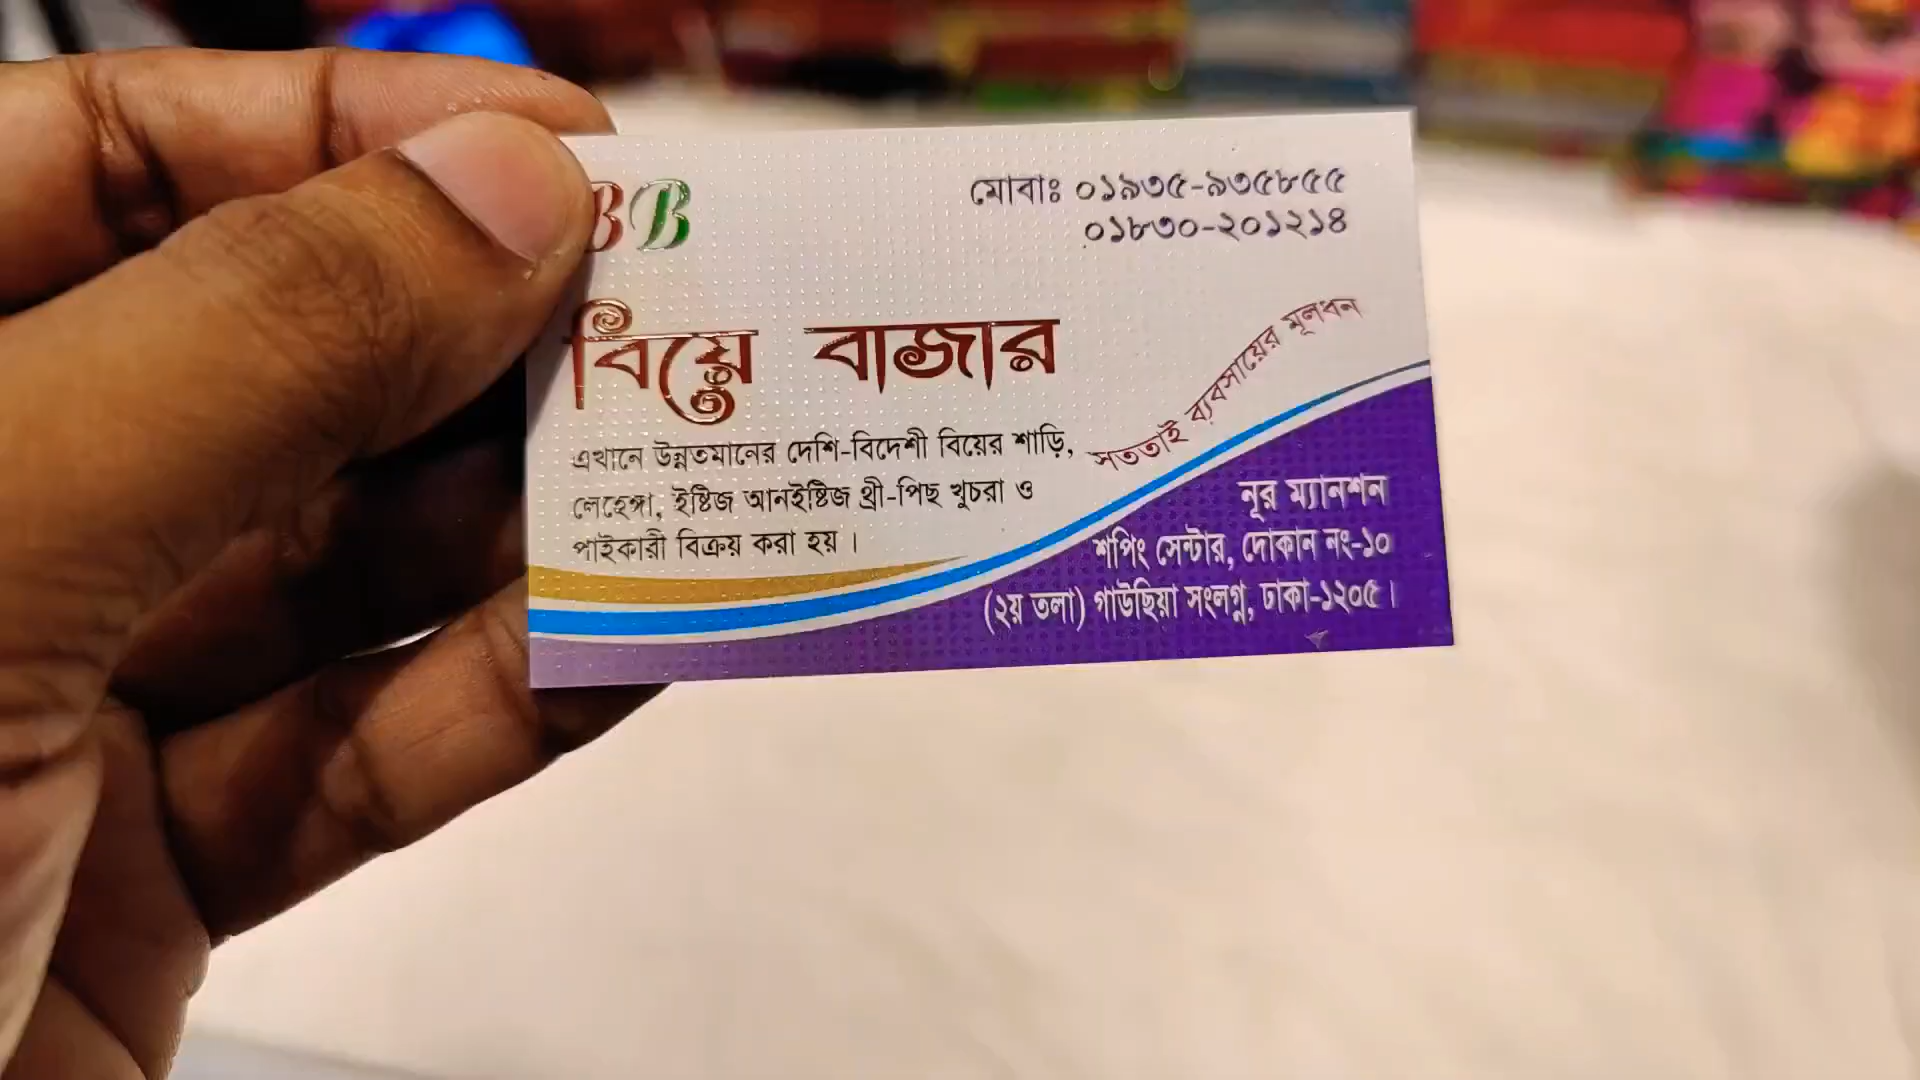 BB
মোবাঃ ০১৯৩৫-৯৩৫৮৫৫
০১৮৩০-২০১২১৪
বিয়ে বাজার
সততাই ব্যবসায়ের মূলধন
এখানে উন্নতমানের দেশি-বিদেশী বিয়ের শাড়ি,
লেহেঙ্গা, ইষ্টিজ আনইষ্টিজ থ্রী-পিছ খুচরা ও
পাইকারী বিক্রয় করা হয়।
নূর ম্যানশন
শপিং সেন্টার, দোকান নং-১০
(২য় তলা) গাউছিয়া সংলগ্ন, ঢাকা-১২০৫।